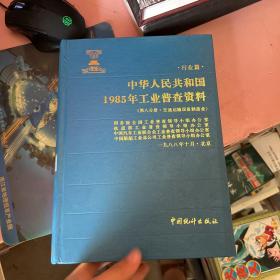 ·行业篇·
中华人民共和国
1985年工业普查资料
(第八分册·交通运输设备制造业)
国务院全国工业普查领导小组办公室
铁道部工业普查领导小组办公室
中国汽车工业联合会工业普查领导小组办公室
中国船舶工业总公司工业普查领导小组办公室
一九八八年十月·北京
中国统计出版社